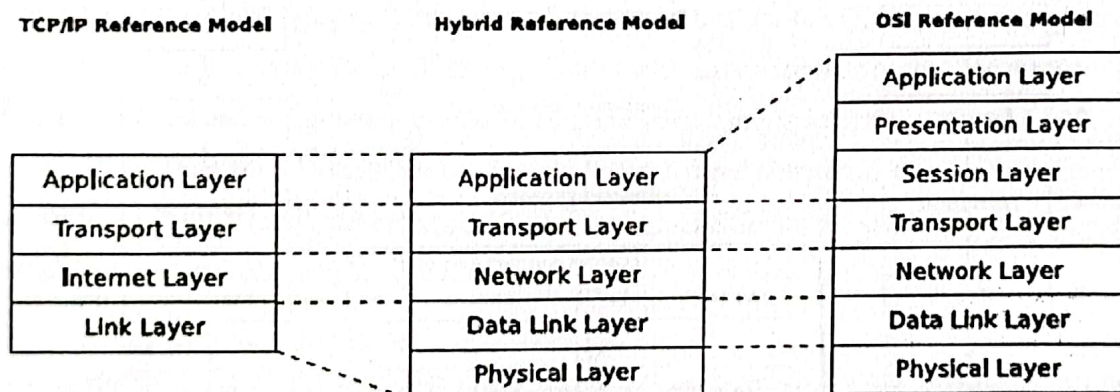 TCP/IP Reference Model
Application Layer
Transport Layer
Internet Layer
Link Layer
Hybrid Reference Model
Application Layer
Transport Layer
Network Layer
Data Link Layer
Physical Layer
OSI Reference Model
Application Layer
Presentation Layer
Session Layer
Transport Layer
Network Layer
Data Link Layer
Physical Layer